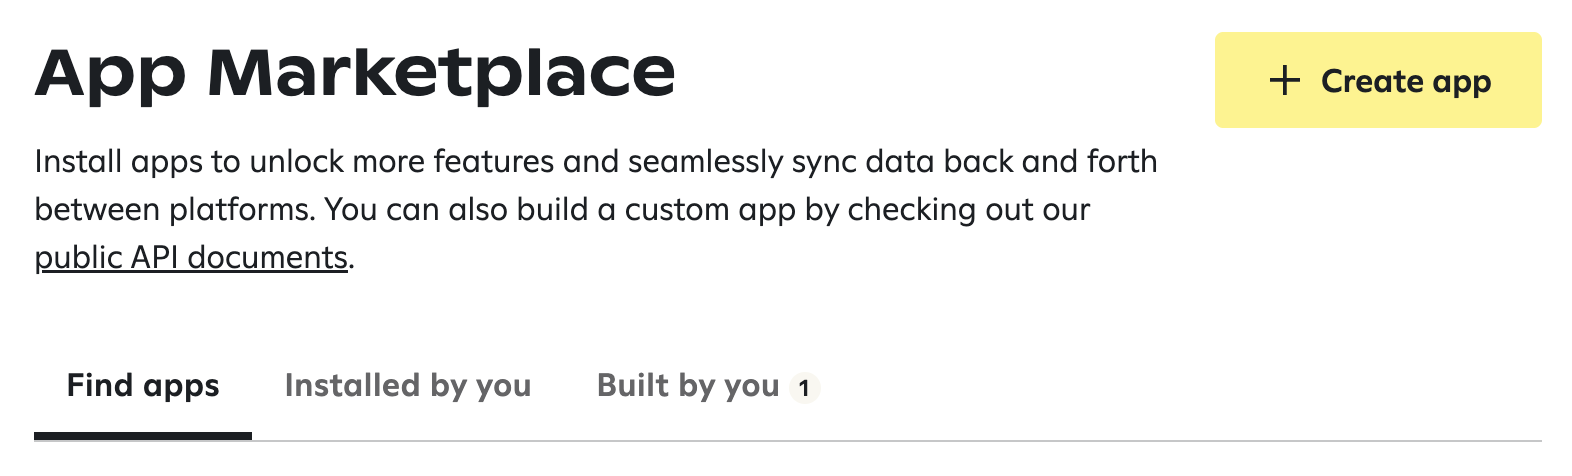 App Marketplace
+ Create app
Install apps to unlock more features and seamlessly sync data back and forth
between platforms. You can also build a custom app by checking out our
public API documents.
Find apps
Installed by you
Built by you 1